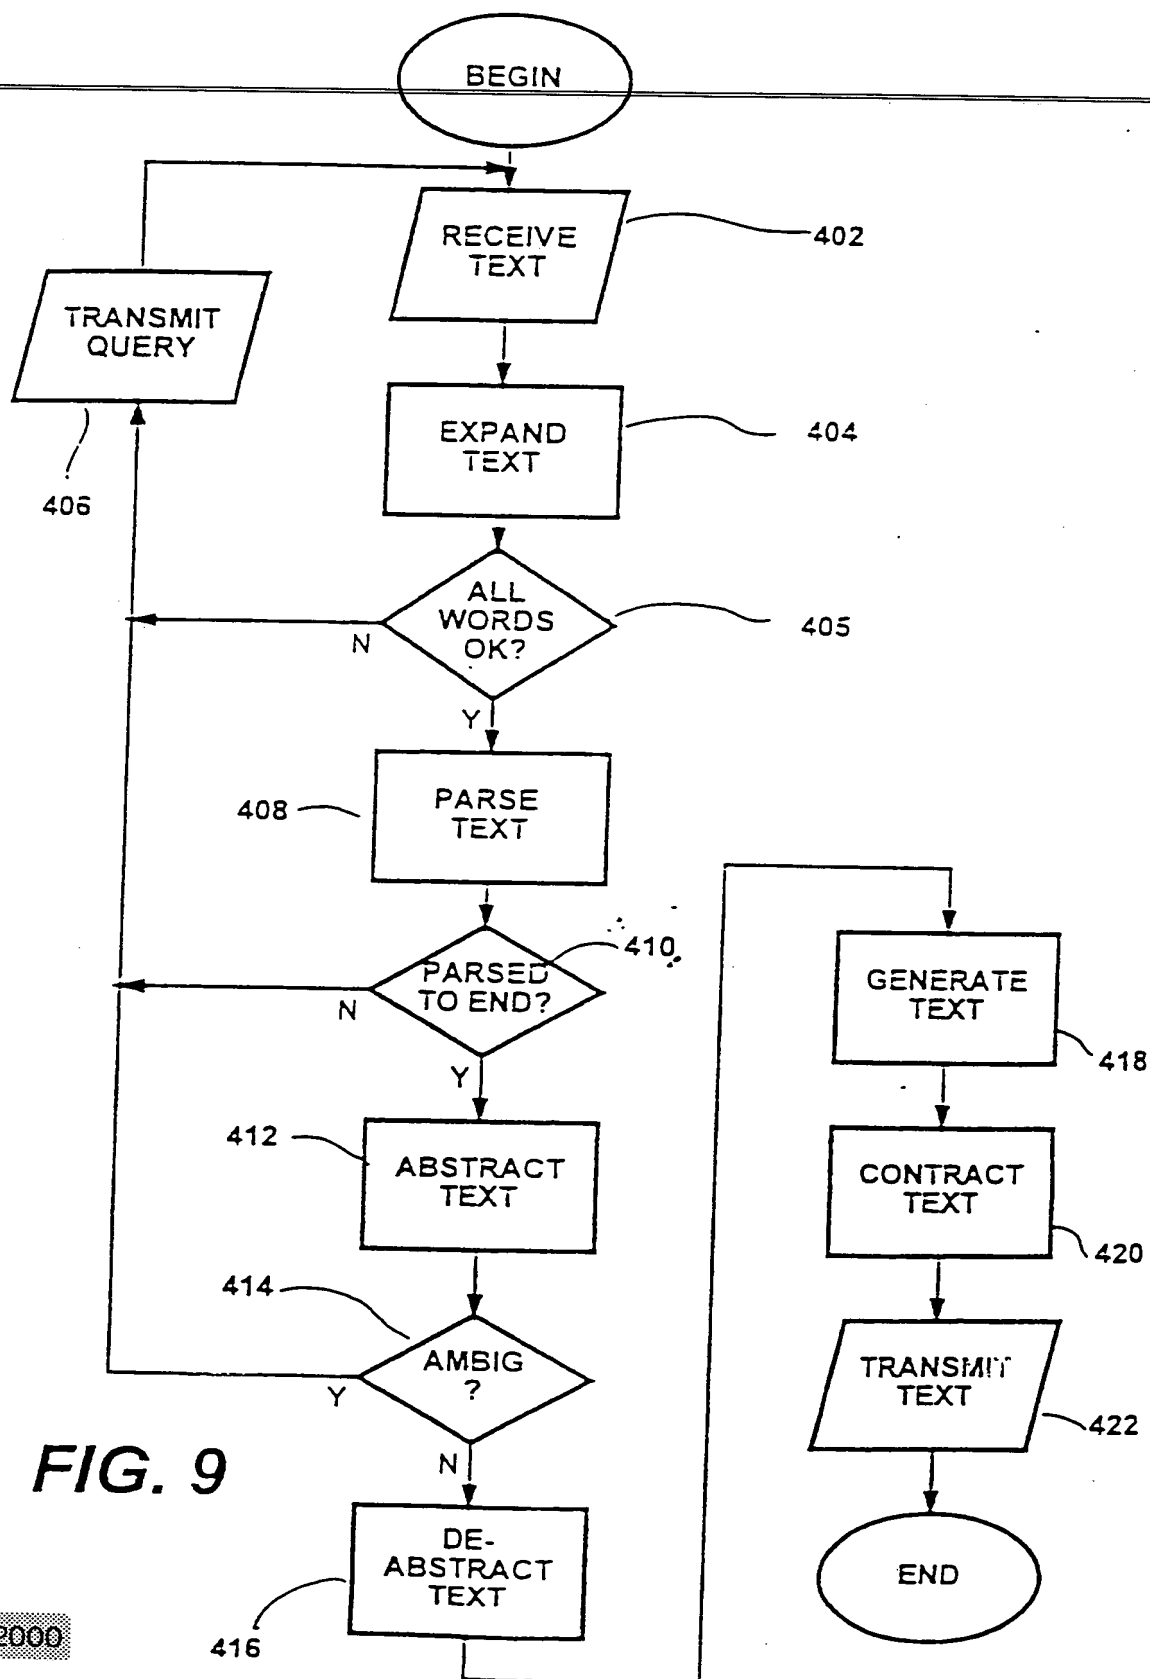 BEGIN
RECEIVE
TEXT
402
TRANSMIT
QUERY
406
EXPAND
TEXT
404
ALL
WORDS
OK?
405
N
Y
PARSE
TEXT
408
PARSED
TO END?
410
N
Y
ABSTRACT
TEXT
412
AMBIG
?
414
Y
N
DE-
ABSTRACT
TEXT
416
GENERATE
TEXT
418
CONTRACT
TEXT
420
TRANSMIT
TEXT
422
END
FIG. 9
2000